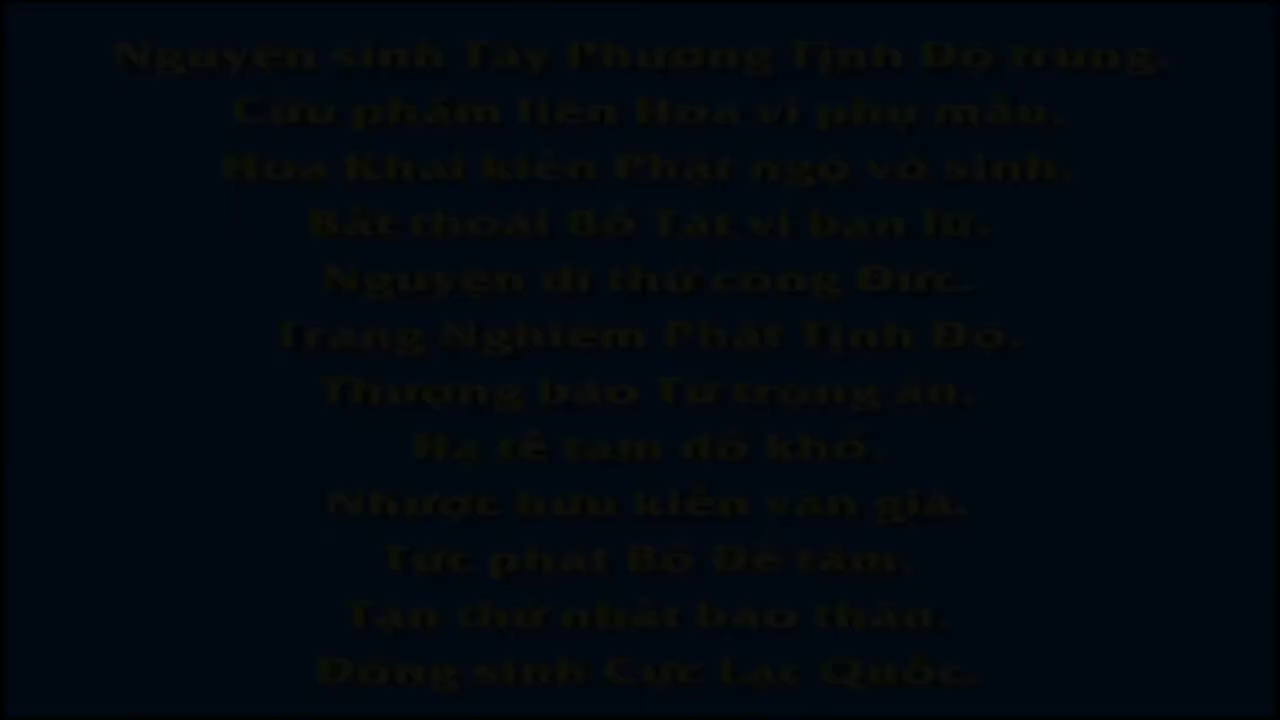 Nguyện sinh Tây Phương Tịnh Độ trung.
Cửu phẩm liên Hoa vi phụ mẫu.
Hoa Khai kiến Phật ngộ vô sinh.
Bất thoái Bồ Tát vi bạn lữ.
Nguyện dĩ thử công Đức.
Trang Nghiêm Phật Tịnh Độ.
Thượng báo Tứ trọng ân.
Hạ tế tam đồ khổ.
Nhược hữu kiến văn giả.
Tức phát Bồ Đề tâm.
Tận thử nhất báo thân.
Đồng sinh Cực Lạc Quốc.